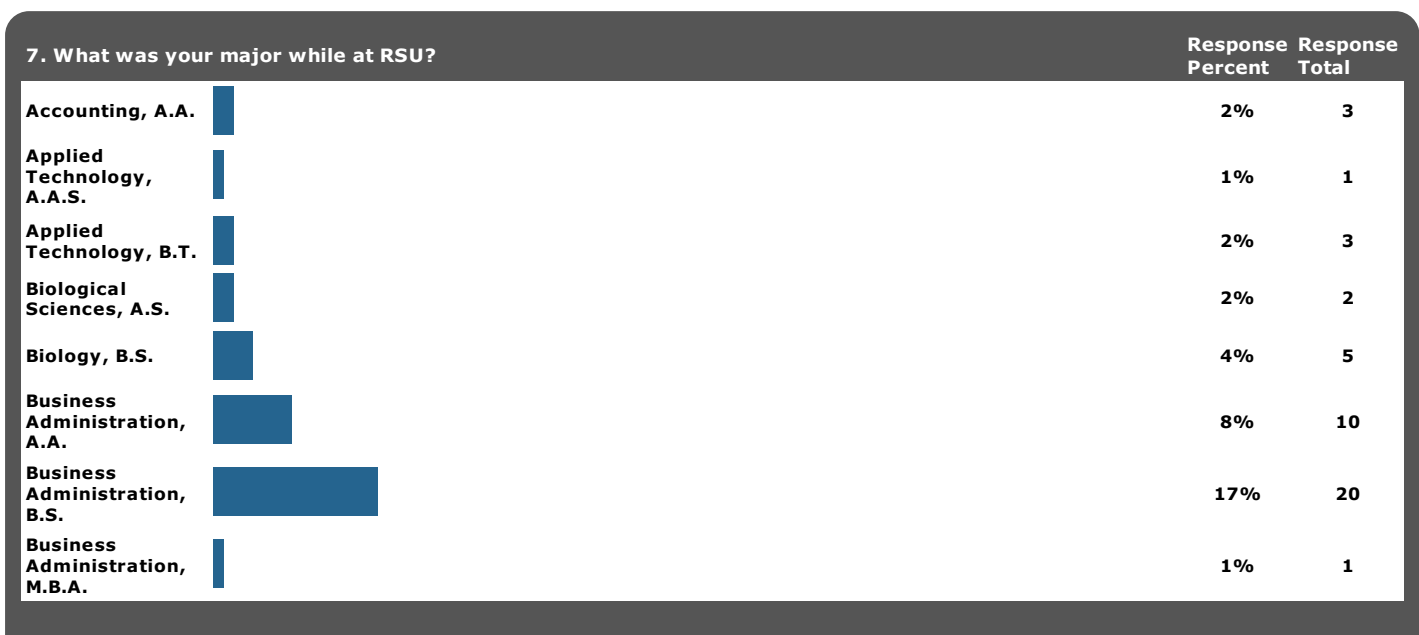 7. What was your major while at RSU?
Response Response
Percent Total
Accounting, A.A. 2% 3
Applied
Technology,
A.A.S.
1% 1
Applied
Technology, B.T.
2% 3
Biological
Sciences, A.S.
2% 2
Biology, B.S. 4% 5
Business
Administration,
A.A.
8% 10
Business
Administration,
B.S.
17% 20
Business
Administration,
M.B.A.
1% 1